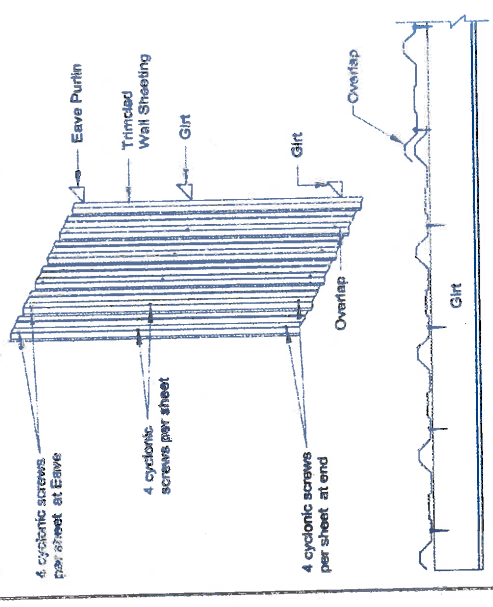 4 cyclonic screws
per sheet at Eave
4 cyclonic
screws per sheet
4 cyclonic screws
per sheet at end
Overlap
Eave Purlin
Trimclad
Wall Sheeting
Girt
Girt
Overlap
Girt